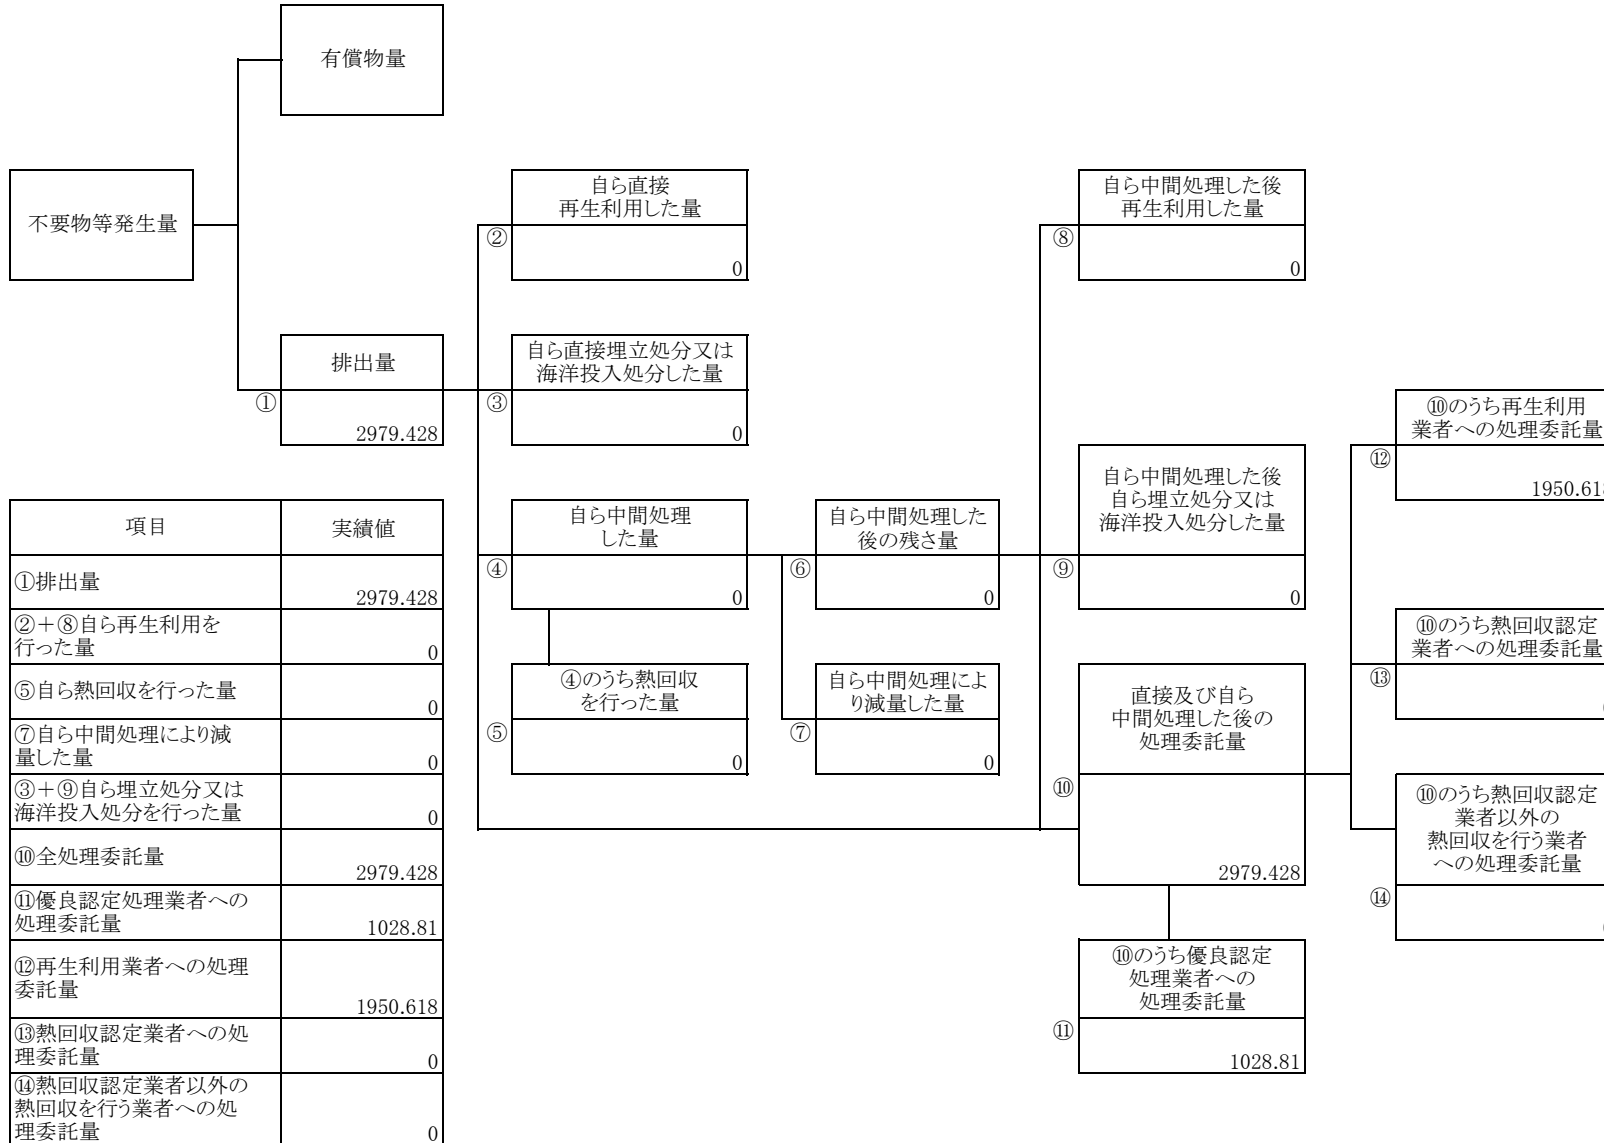 有償物量
不要物等発生量
自ら直接
再生利用した量
②
0
自ら中間処理した後
再生利用した量
⑧
0
排出量
①
2979.428
自ら直接埋立処分又は
海洋投入処分した量
③
0
⑩のうち再生利用
業者への処理委託量
⑫
1950.618
自ら中間処理
した量
④
0
自ら中間処理した
後の残さ量
⑥
0
自ら中間処理した後
自ら埋立処分又は
海洋投入処分した量
⑨
0
④のうち熱回収
を行った量
⑤
0
自ら中間処理によ
り減量した量
⑦
0
直接及び自ら
中間処理した後の
処理委託量
⑩
2979.428
⑩のうち熱回収認定
業者への処理委託量
⑬
⑩のうち熱回収認定
業者以外の
熱回収を行う業者
への処理委託量
⑭
⑩のうち優良認定
処理業者への
処理委託量
⑪
1028.81
項目 実績値
①排出量
2979.428
②+⑧自ら再生利用を
行った量 0
⑤自ら熱回収を行った量
0
⑦自ら中間処理により減
量した量 0
③+⑨自ら埋立処分又は
海洋投入処分を行った量 0
⑩全処理委託量
2979.428
⑪優良認定処理業者への
処理委託量 1028.81
⑫再生利用業者への処理
委託量
1950.618
⑬熱回収認定業者への処
理委託量 0
⑭熱回収認定業者以外の
熱回収を行う業者への処
理委託量 0